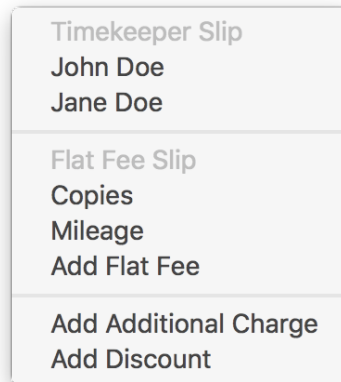 Timekeeper Slip
John Doe
Jane Doe
Flat Fee Slip
Copies
Mileage
Add Flat Fee
Add Additional Charge
Add Discount